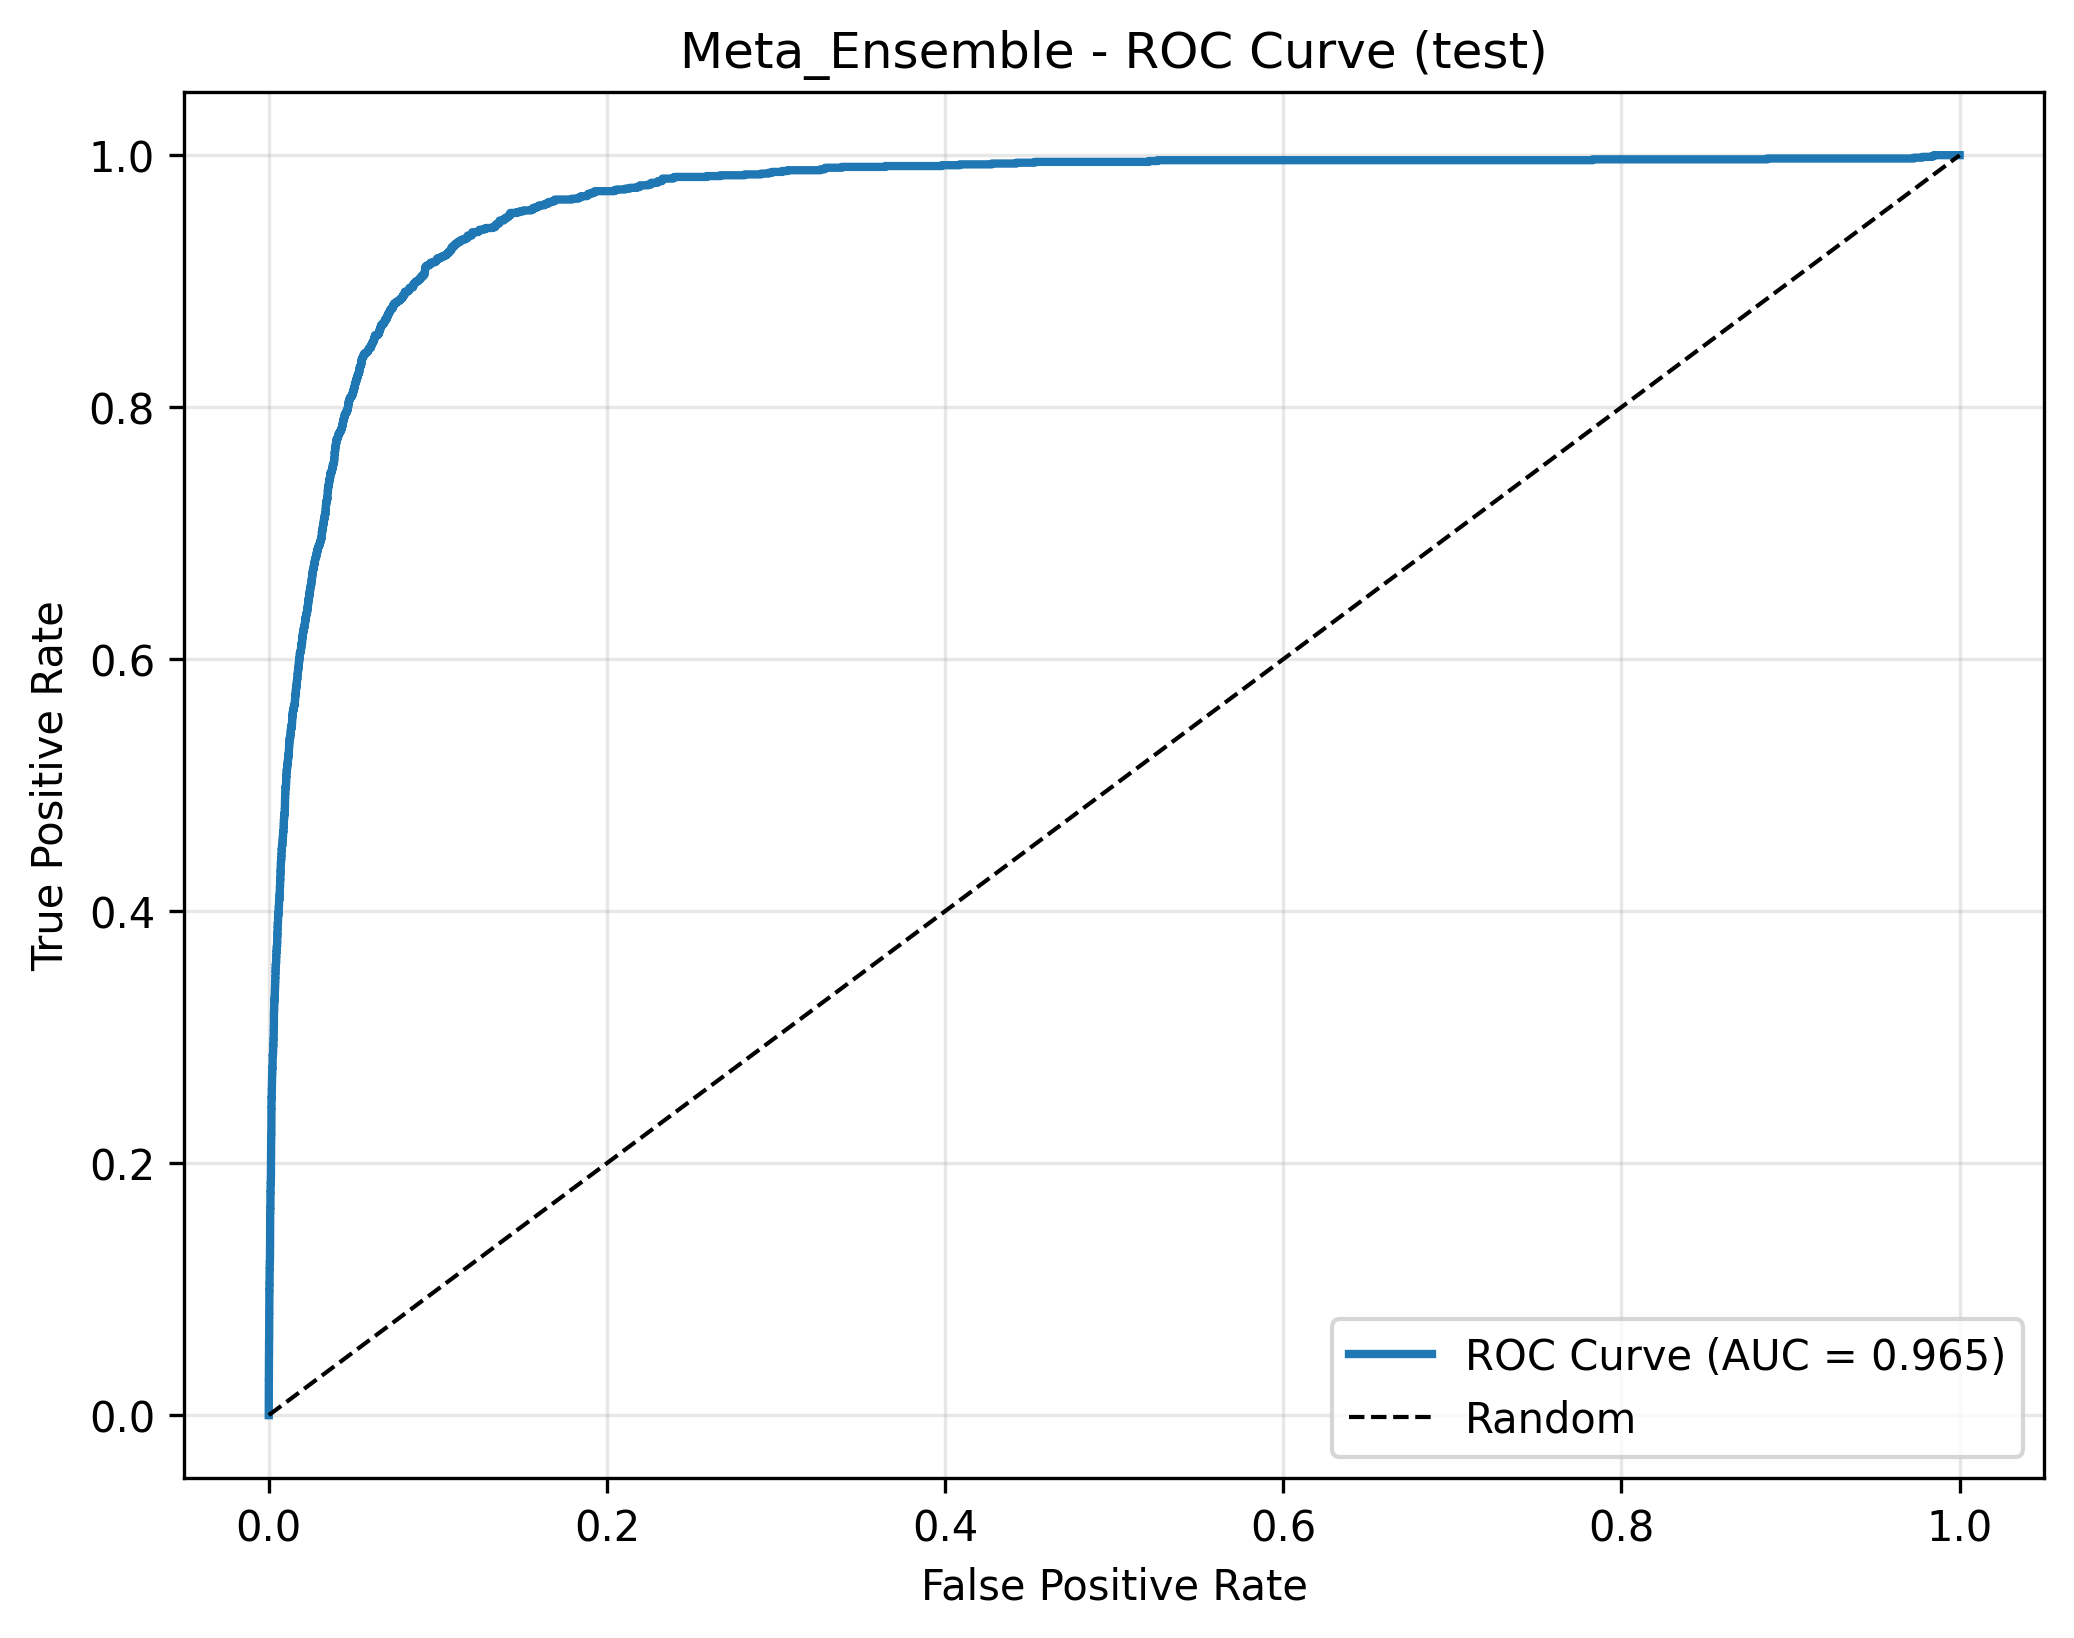 Meta_Ensemble - ROC Curve (test)
True Positive Rate
1.0
0.8
0.6
0.4
0.2
0.0
0.0 0.2 0.4 0.6 0.8 1.0
False Positive Rate
ROC Curve (AUC = 0.965)
Random